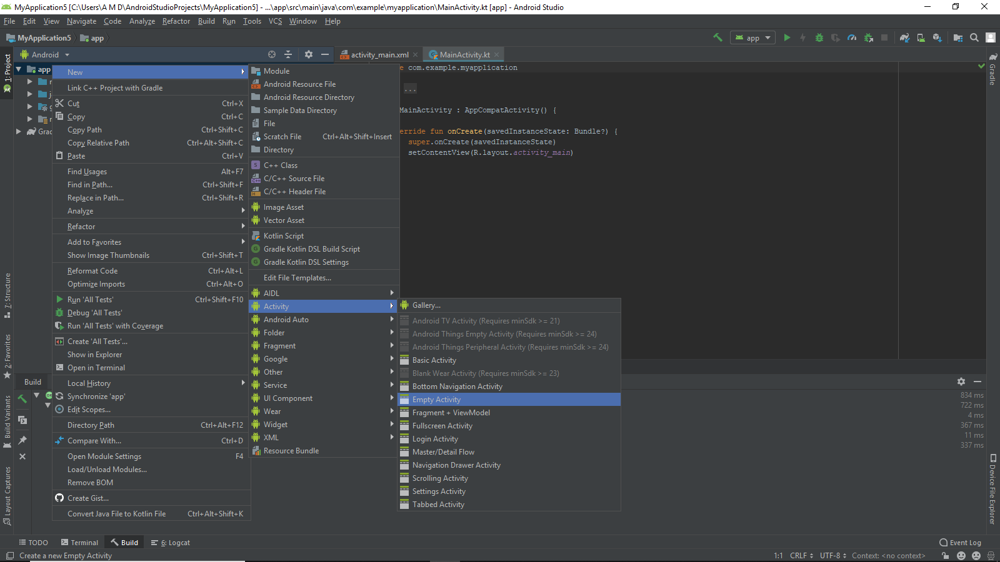 MyApplication5 [C:\Users\A M D\AndroidStudioProjects\MyApplication5] - ...\app\src\main\java\com\example\myapplication\MainActivity.kt [app] - Android Studio
File Edit View Navigate Code Analyze Refactor Build Run Tools VCS Window Help
MyApplication5 app
app
Android
activity_main.xml
MainActivity.kt
1: Project
7: Structure
2: Favorites
Build Variants
Layout Captures
app
Grac
New
Link C++ Project with Gradle
Cut Ctrl+X
Copy Ctrl+C
Copy Path Ctrl+Shift+C
Copy Relative Path Ctrl+Alt+Shift+C
Paste Ctrl+V
Find Usages Alt+F7
Find in Path... Ctrl+Shift+F
Replace in Path... Ctrl+Shift+R
Analyze
Refactor
Add to Favorites
Show Image Thumbnails Ctrl+Shift+T
Reformat Code Ctrl+Alt+L
Optimize Imports Ctrl+Alt+O
Run 'All Tests' Ctrl+Shift+F10
Debug 'All Tests'
Run 'All Tests' with Coverage
Create 'All Tests'...
Show in Explorer
Open in Terminal
Local History
Synchronize 'app'
Edit Scopes...
Directory Path Ctrl+Alt+F12
Compare With... Ctrl+D
Open Module Settings F4
Load/Unload Modules...
Remove BOM
Create Gist...
Convert Java File to Kotlin File Ctrl+Alt+Shift+K
Module
Android Resource File
Android Resource Directory
Sample Data Directory
File
Scratch File Ctrl+Alt+Shift+Insert
Directory
C++ Class
C/C++ Source File
C/C++ Header File
Image Asset
Vector Asset
Kotlin Script
Gradle Kotlin DSL Build Script
Gradle Kotlin DSL Settings
Edit File Templates...
AIDL
Activity
Android Auto
Folder
Fragment
Google
Other
Service
UI Component
Wear
Widget
XML
Resource Bundle
Gallery...
Android TV Activity (Requires minSdk >= 21)
Android Things Empty Activity (Requires minSdk >= 24)
Android Things Peripheral Activity (Requires minSdk >= 24)
Basic Activity
Blank Wear Activity (Requires minSdk >= 23)
Bottom Navigation Activity
Empty Activity
Fragment + ViewModel
Fullscreen Activity
Login Activity
Master/Detail Flow
Navigation Drawer Activity
Scrolling Activity
Settings Activity
Tabbed Activity
e com.example.myapplication
...
MainActivity : AppCompatActivity() {
erride fun onCreate(savedInstanceState: Bundle?) {
super.onCreate(savedInstanceState)
setContentView(R.layout.activity_main)
Gradle
Device File Explorer
Build
834 ms
722 ms
4 ms
367 ms
11 ms
337 ms
TODO Terminal Build 6: Logcat Event Log
Create a new Empty Activity 1:1 CRLF UTF-8 Context: <no context>